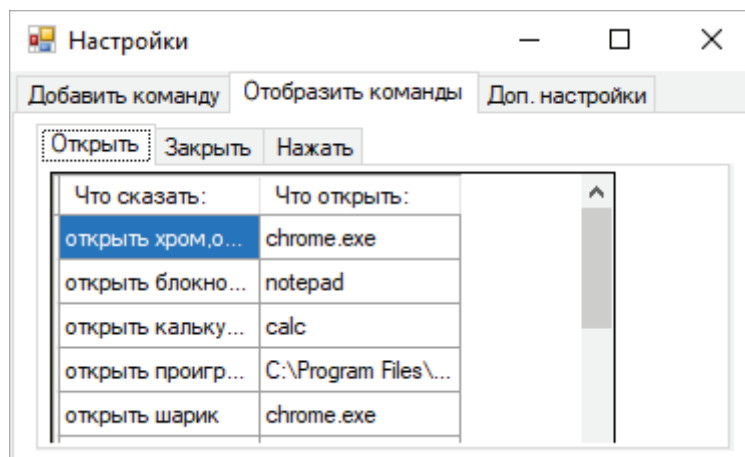 Настройки
Добавить команду Отобразить команды Доп. настройки
Открыть Закрыть Нажать
Что сказать: Что открыть:
открыть хром,о... chrome.exe
открыть блокно... notepad
открыть кальку... calc
открыть проигр... C:\Program Files\...
открыть шарик chrome.exe